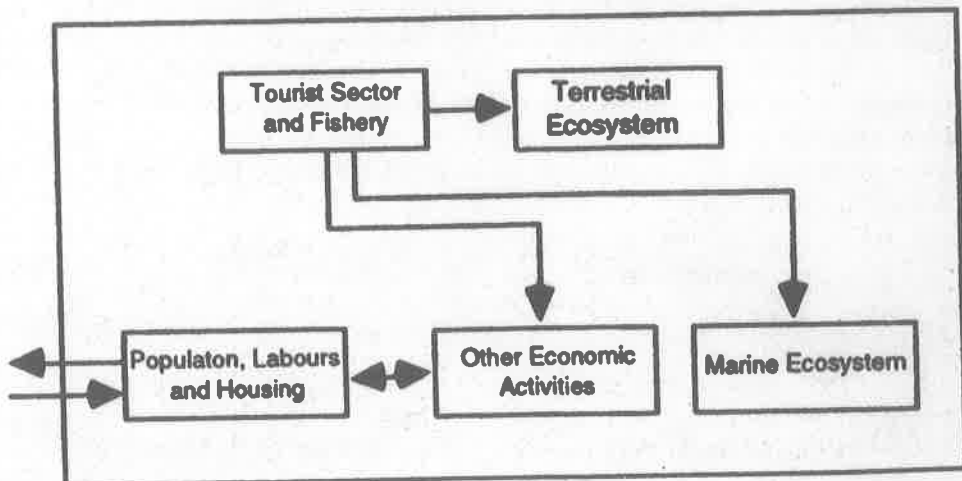 Tourist Sector
and Fishery
Terrestrial
Ecosystem
Populaton, Labours
and Housing
Other Economic
Activities
Marine Ecosystem